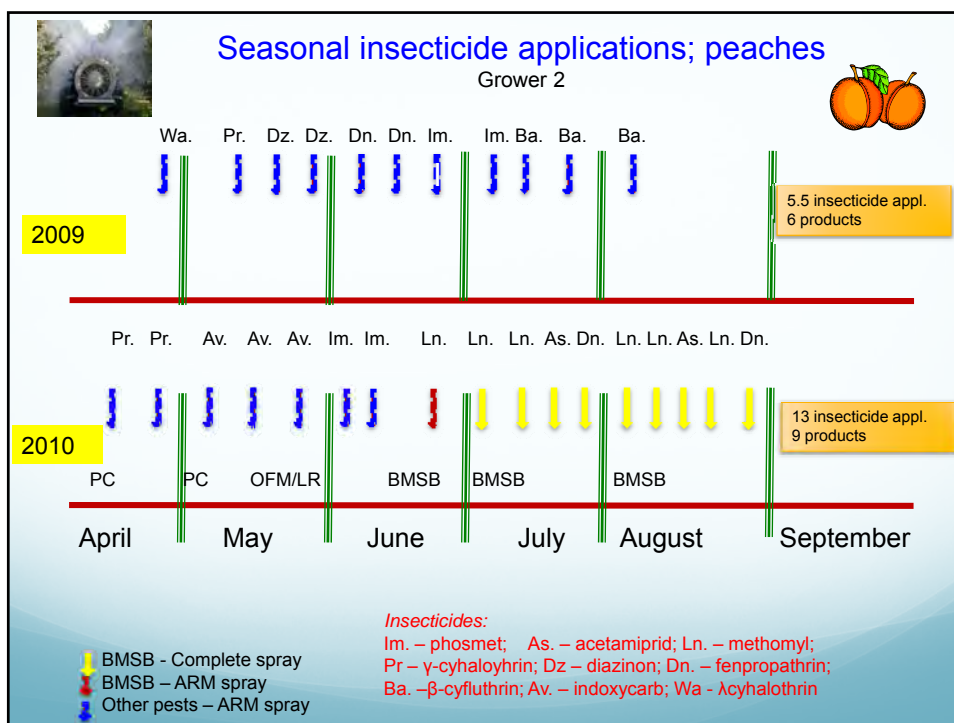 Seasonal insecticide applications; peaches
Grower 2
Wa. Pr. Dz. Dz. Dn. Dn. Im. Im. Ba. Ba. Ba.
5.5 insecticide appl.
6 products
2009
Pr. Pr. Av. Av. Av. Im. Im. Ln. Ln. Ln. As. Dn. Ln. Ln. As. Ln. Dn.
13 insecticide appl.
9 products
2010
PC PC OFM/LR BMSB BMSB BMSB
April May June July August September
Insecticides:
Im. – phosmet; As. – acetamiprid; Ln. – methomyl;
Pr – γ-cyhaloyhrin; Dz – diazinon; Dn. – fenpropathrin;
Ba. –β-cyfluthrin; Av. – indoxycarb; Wa - λcyhalothrin
BMSB - Complete spray
BMSB – ARM spray
Other pests – ARM spray